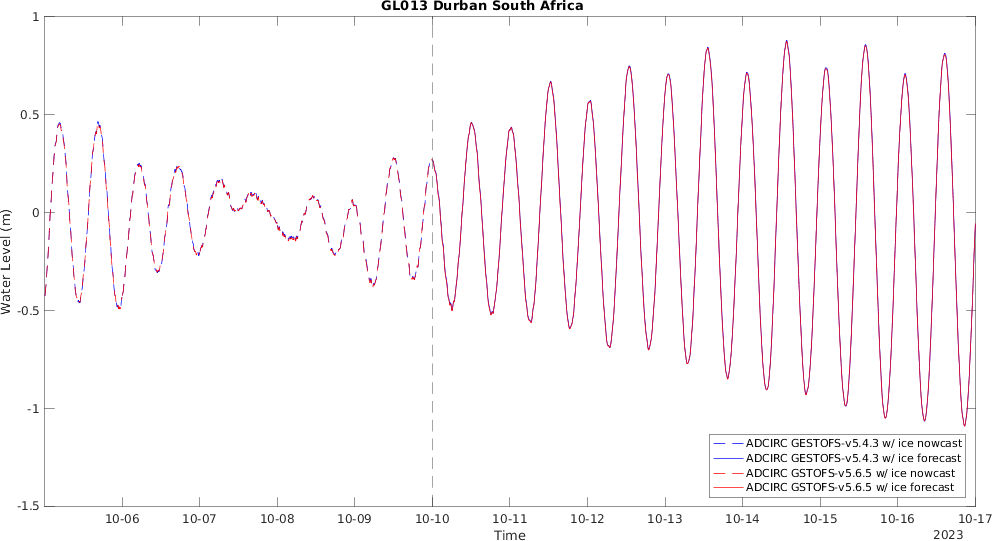 GL013 Durban South Africa
1
0.5
0
-0.5
-1
-1.5
Water Level (m)
ADCIRC GESTOFS-v5.4.3 w/ ice nowcast
ADCIRC GESTOFS-v5.4.3 w/ ice forecast
ADCIRC GSTOFS-v5.6.5 w/ ice nowcast
ADCIRC GSTOFS-v5.6.5 w/ ice forecast
10-06 10-07 10-08 10-09 10-10 10-11 10-12 10-13 10-14 10-15 10-16 10-17
Time
2023